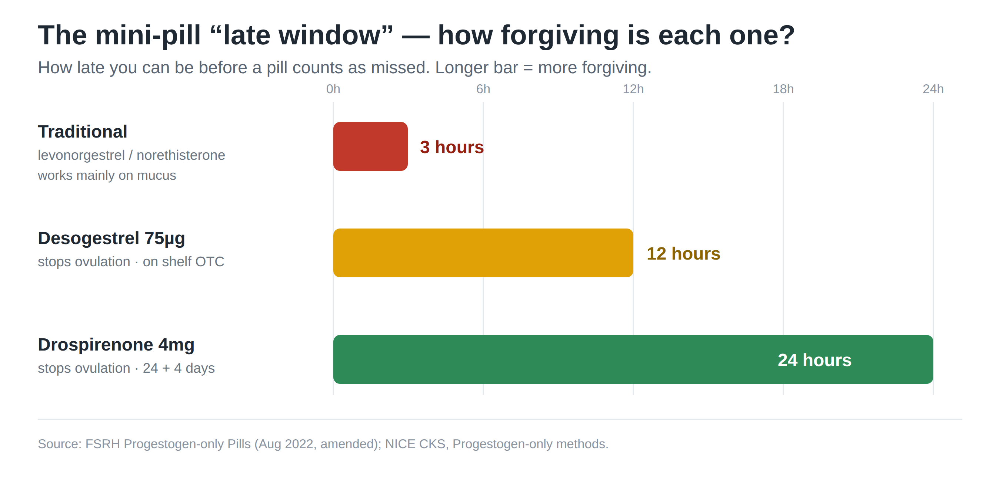 The mini-pill “late window” — how forgiving is each one?
How late you can be before a pill counts as missed. Longer bar = more forgiving.
0h 6h 12h 18h 24h
Traditional
levonorgestrel / norethisterone
works mainly on mucus
3 hours
Desogestrel 75µg
stops ovulation · on shelf OTC
12 hours
Drospirenone 4mg
stops ovulation · 24 + 4 days
24 hours
Source: FSRH Progestogen-only Pills (Aug 2022, amended); NICE CKS, Progestogen-only methods.